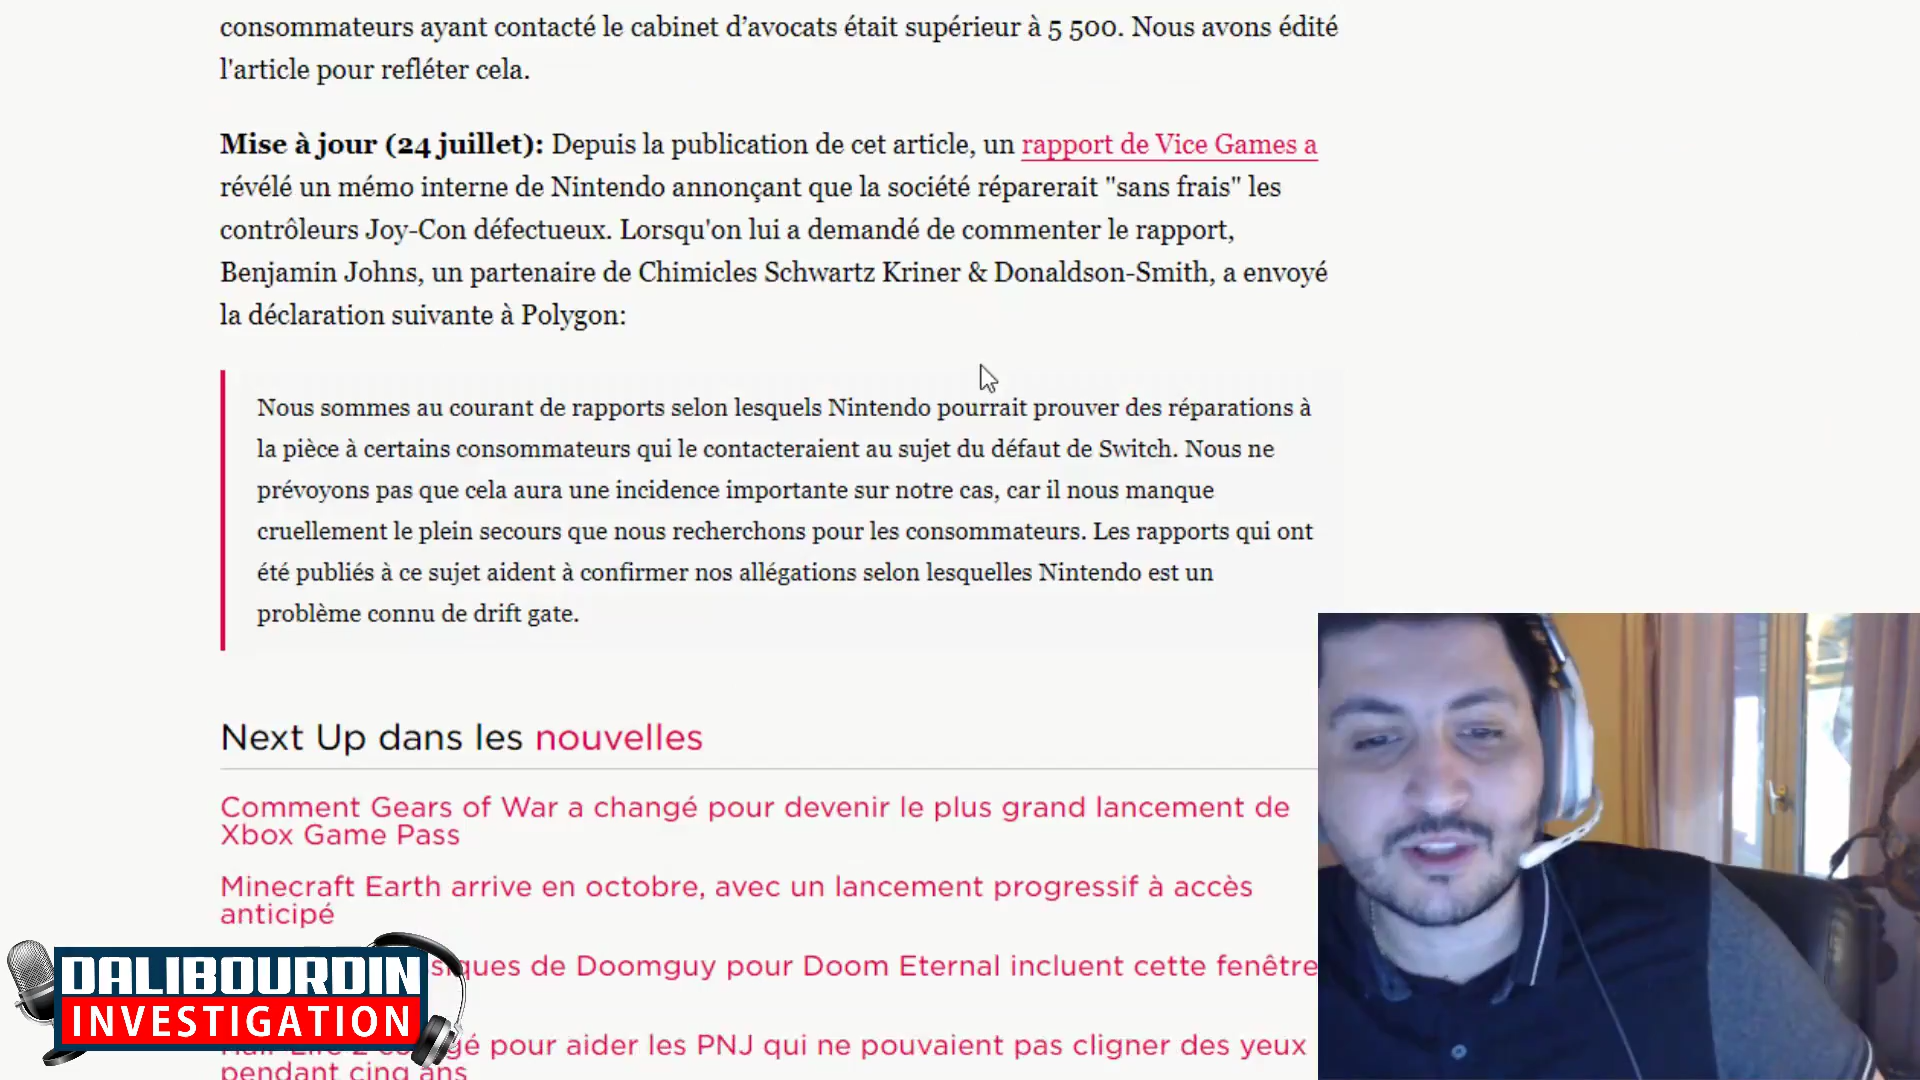 consommateurs ayant contacté le cabinet d’avocats était supérieur à 5 500. Nous avons édité
l'article pour refléter cela.
Mise à jour (24 juillet): Depuis la publication de cet article, un rapport de Vice Games a
révélé un mémo interne de Nintendo annonçant que la société réparerait "sans frais" les
contrôleurs Joy-Con défectueux. Lorsqu'on lui a demandé de commenter le rapport,
Benjamin Johns, un partenaire de Chimicles Schwartz Kriner & Donaldson-Smith, a envoyé
la déclaration suivante à Polygon:
Nous sommes au courant de rapports selon lesquels Nintendo pourrait prouver des réparations à
la pièce à certains consommateurs qui le contacteraient au sujet du défaut de Switch. Nous ne
prévoyons pas que cela aura une incidence importante sur notre cas, car il nous manque
cruellement le plein secours que nous recherchons pour les consommateurs. Les rapports qui ont
été publiés à ce sujet aident à confirmer nos allégations selon lesquelles Nintendo est un
problème connu de drift gate.
Next Up dans les nouvelles
Comment Gears of War a changé pour devenir le plus grand lancement de
Xbox Game Pass
Minecraft Earth arrive en octobre, avec un lancement progressif à accès
anticipé
de Doomguy pour Doom Eternal incluent cette fenêtre
pour aider les PNJ qui ne pouvaient pas cligner des yeux
pendant cinq ans
DALIBOURDIN
INVESTIGATION